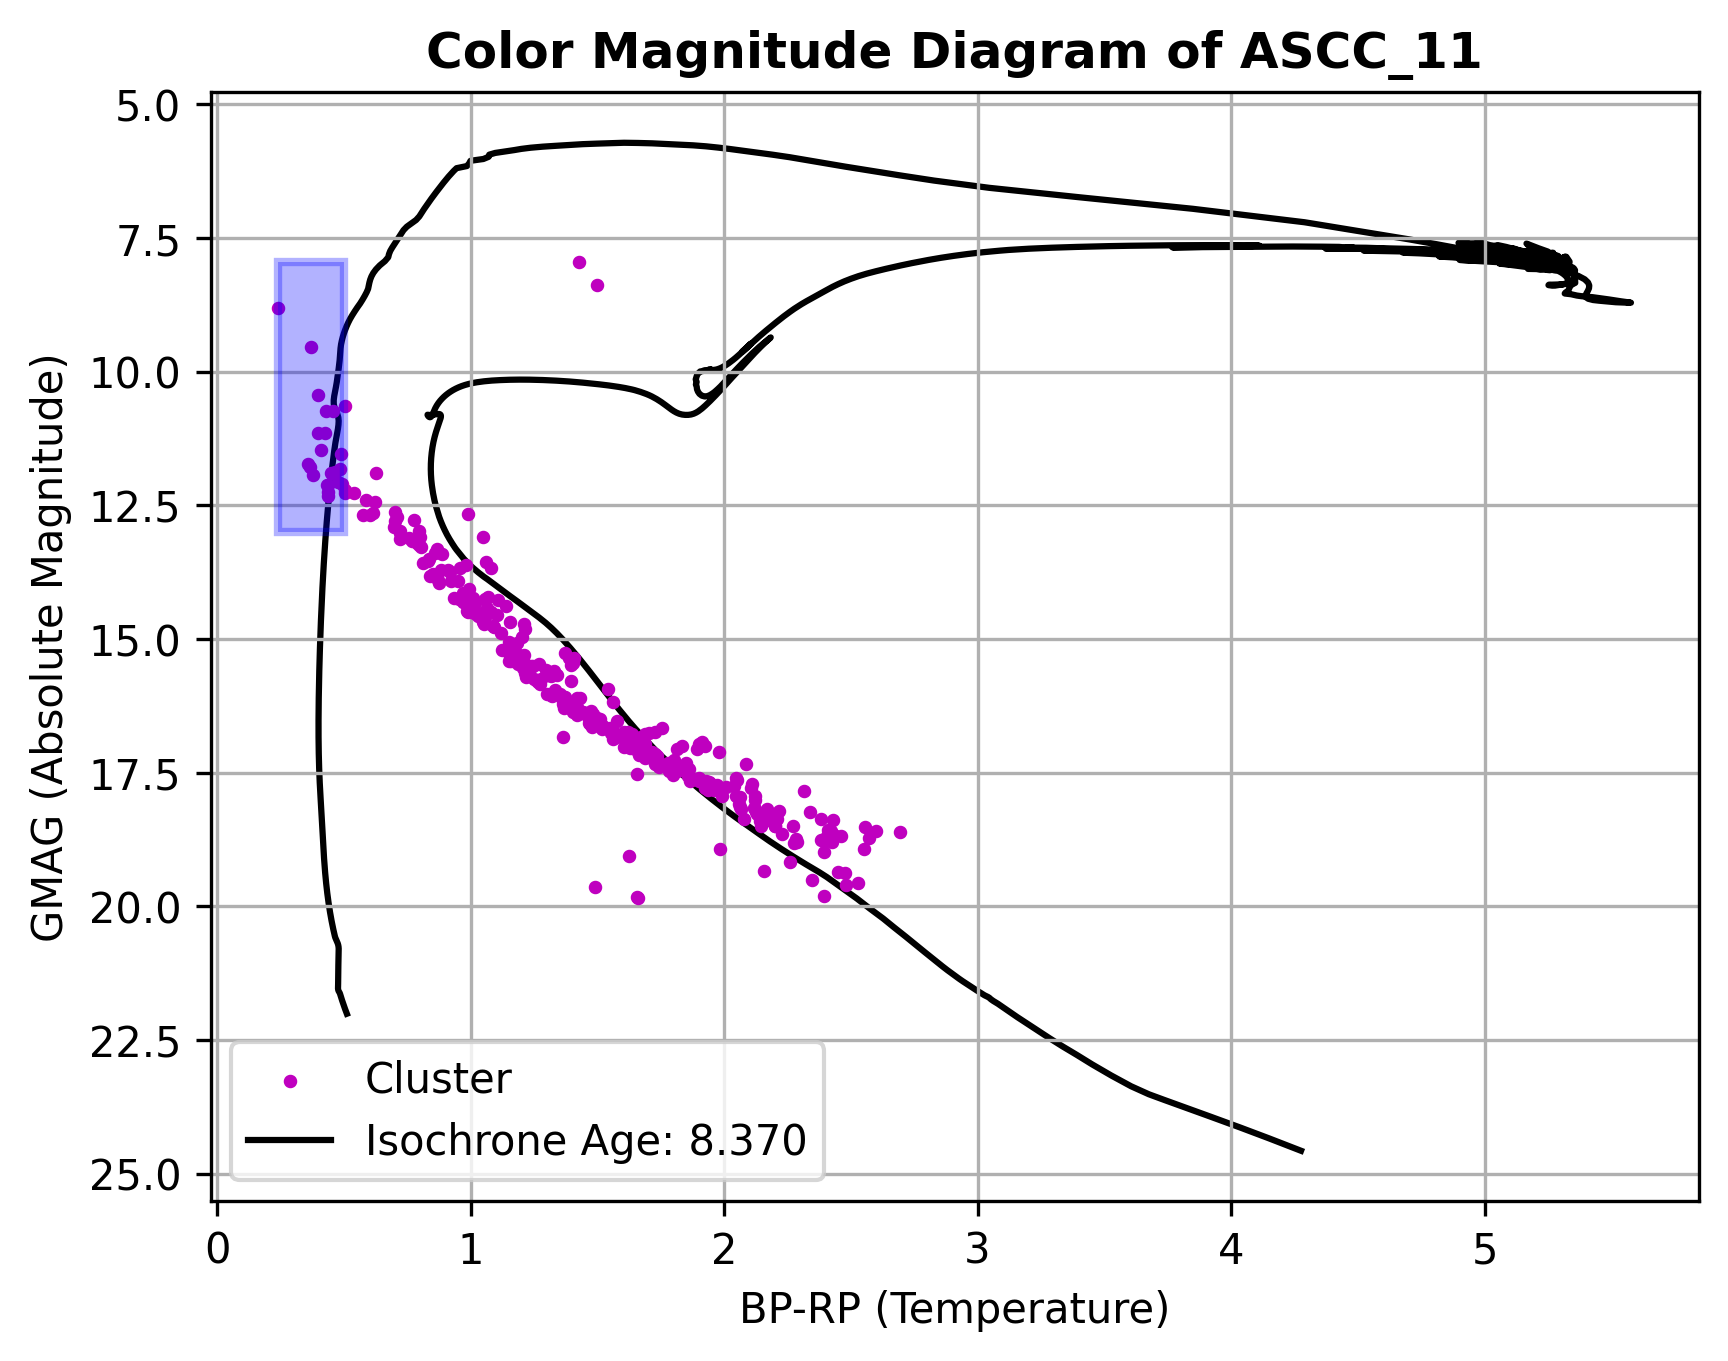 Color Magnitude Diagram of ASCC_11
GMAG (Absolute Magnitude)
5.0
7.5
10.0
12.5
15.0
17.5
20.0
22.5
25.0
Cluster
Isochrone Age: 8.370
0 1 2 3 4 5
BP-RP (Temperature)